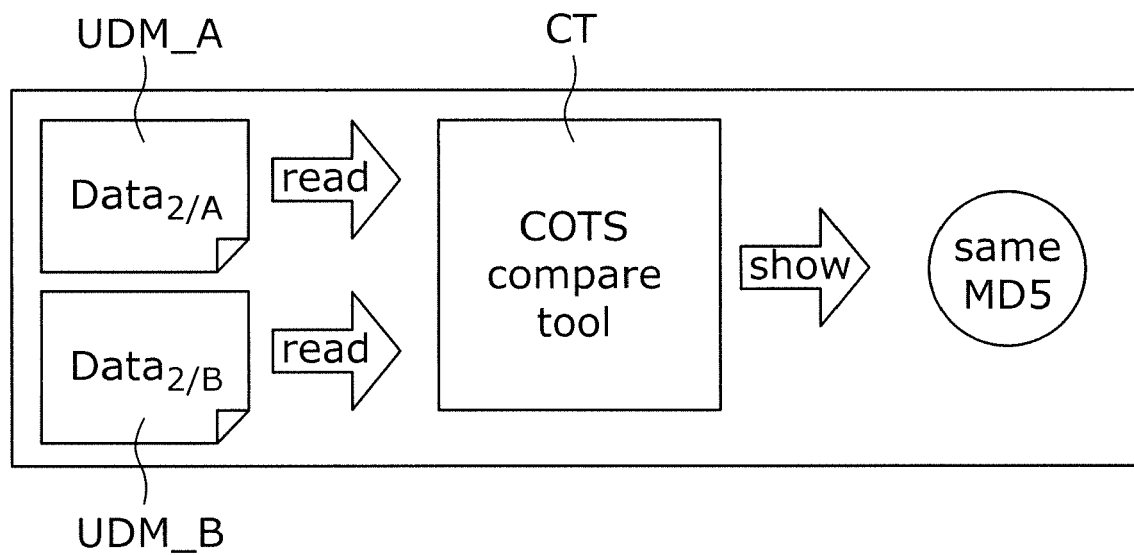 UDM_A
CT
Data2/A
read
COTS
compare
tool
show
same
MD5
Data2/B
read
UDM_B